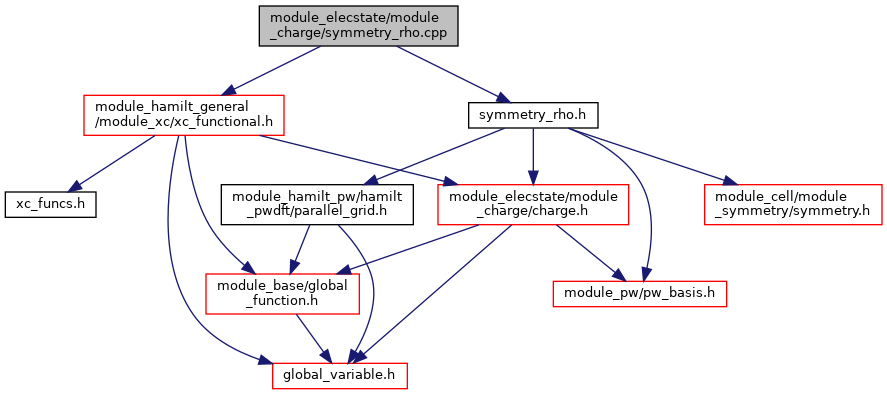 module_elecstate/module
_charge/symmetry_rho.cpp
module_hamilt_general
/module_xc/xc_functional.h
symmetry_rho.h
xc_funcs.h
module_hamilt_pw/hamilt
_pwdft/parallel_grid.h
module_elecstate/module
_charge/charge.h
module_cell/module
_symmetry/symmetry.h
module_base/global
_function.h
module_pw/pw_basis.h
global_variable.h